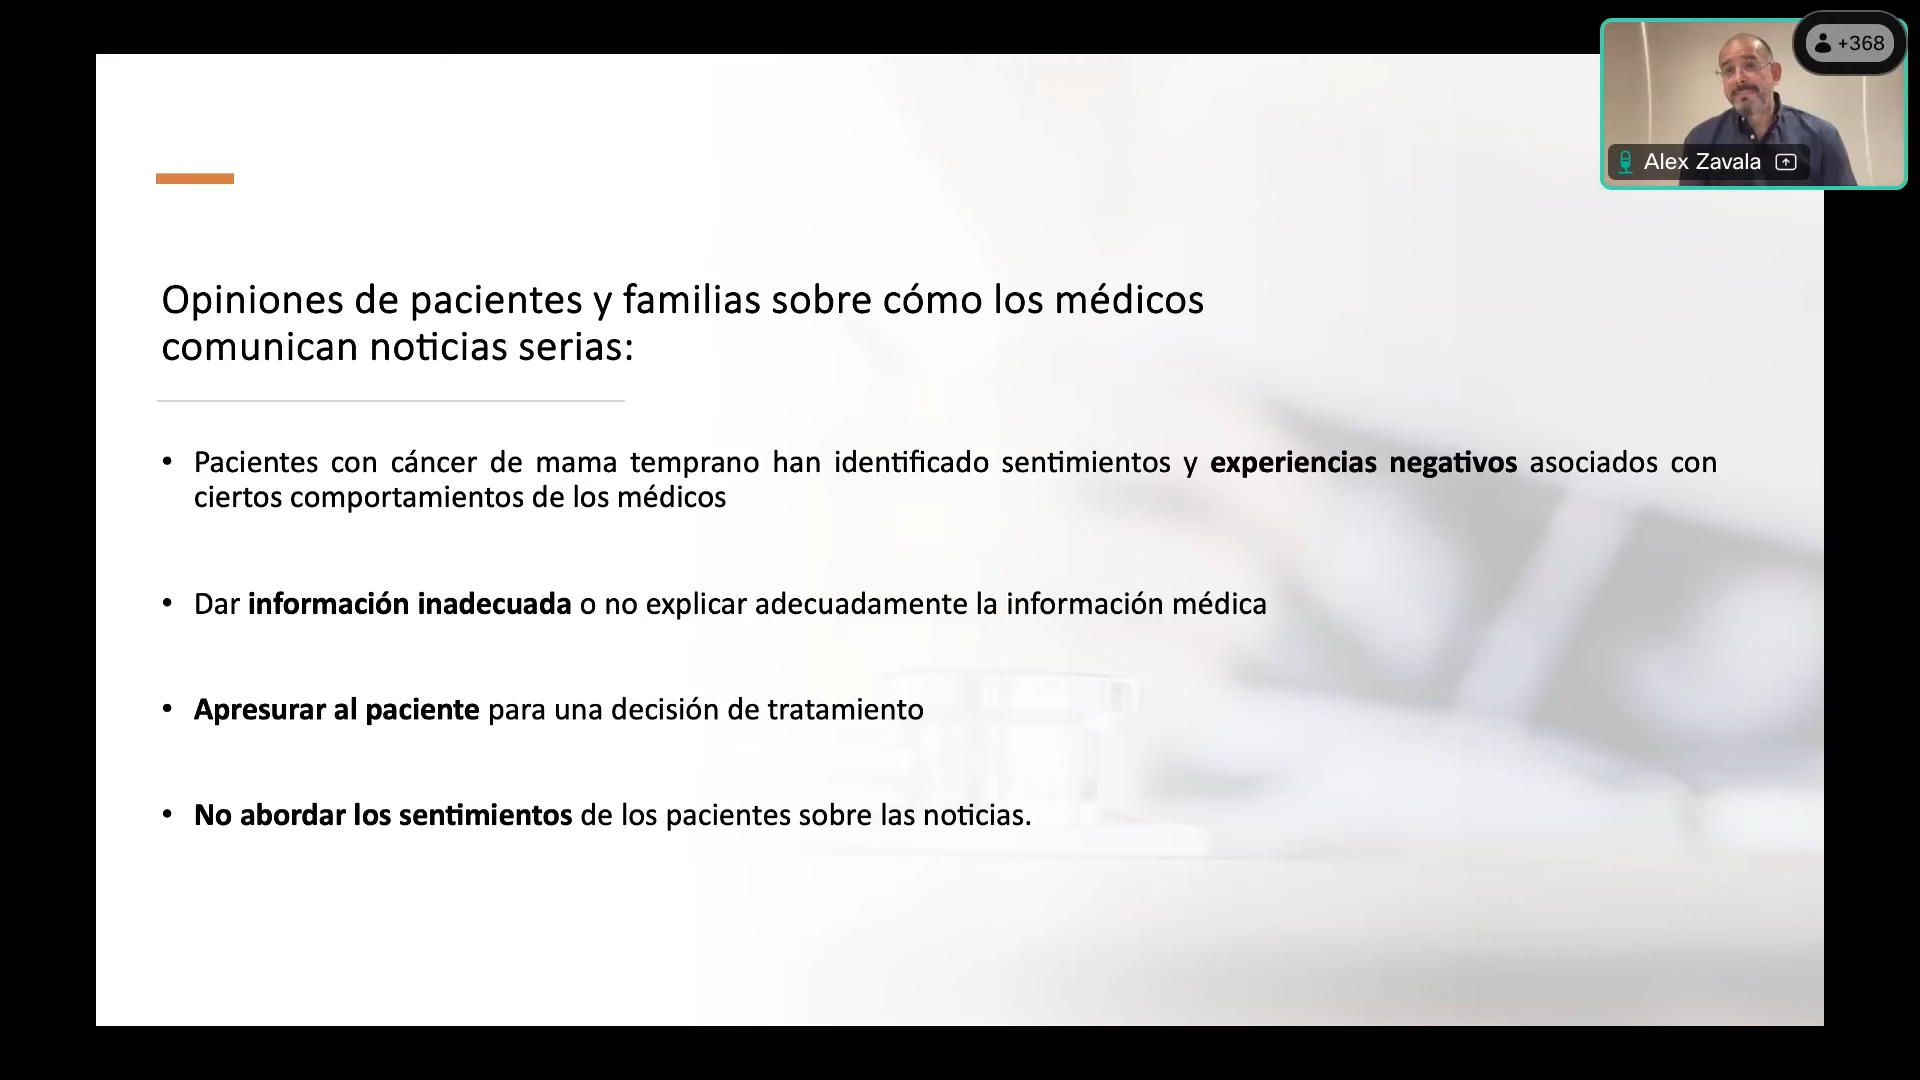 +368
Alex Zavala
Opiniones de pacientes y familias sobre cómo los médicos
comunican noticias serias:
• Pacientes con cáncer de mama temprano han identificado sentimientos y experiencias negativos asociados con
ciertos comportamientos de los médicos
• Dar información inadecuada o no explicar adecuadamente la información médica
• Apresurar al paciente para una decisión de tratamiento
• No abordar los sentimientos de los pacientes sobre las noticias.